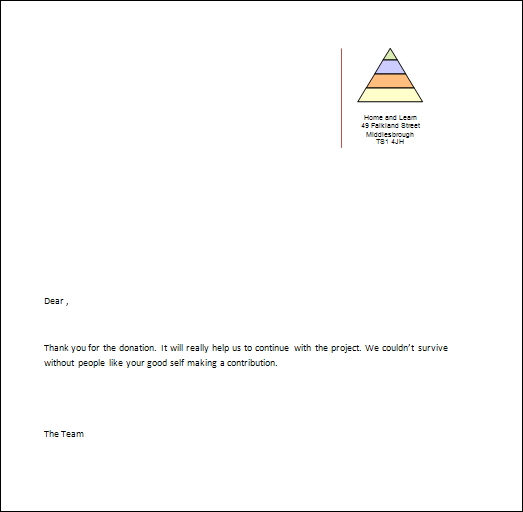 Home and Learn
49 Falkland Street
Middlesbrough
TS1 4JH
Dear ,
Thank you for the donation. It will really help us to continue with the project. We couldn't survive
without people like your good self making a contribution.
The Team